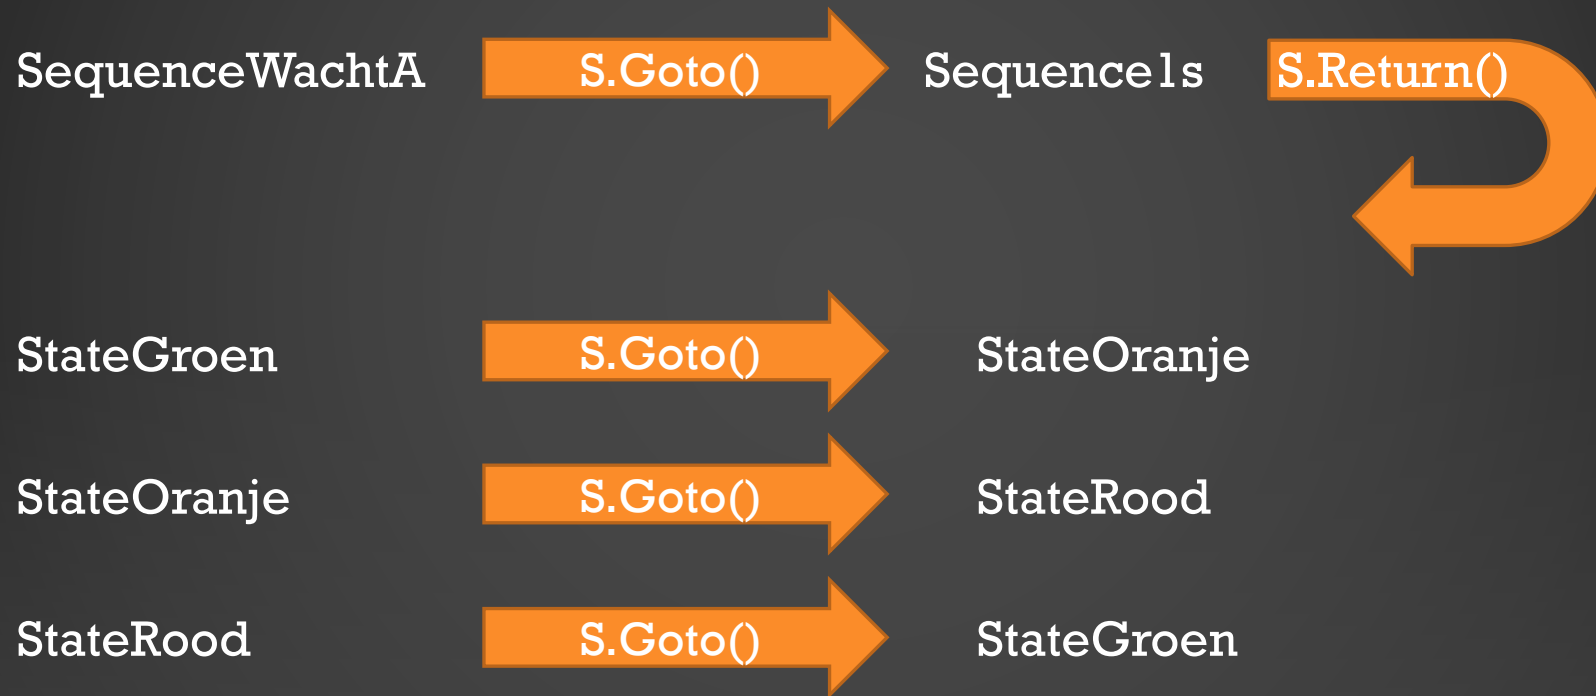 SequenceWachtA S.Goto() Sequence1s S.Return()
StateGroen S.Goto() StateOranje
StateOranje S.Goto() StateRood
StateRood S.Goto() StateGroen